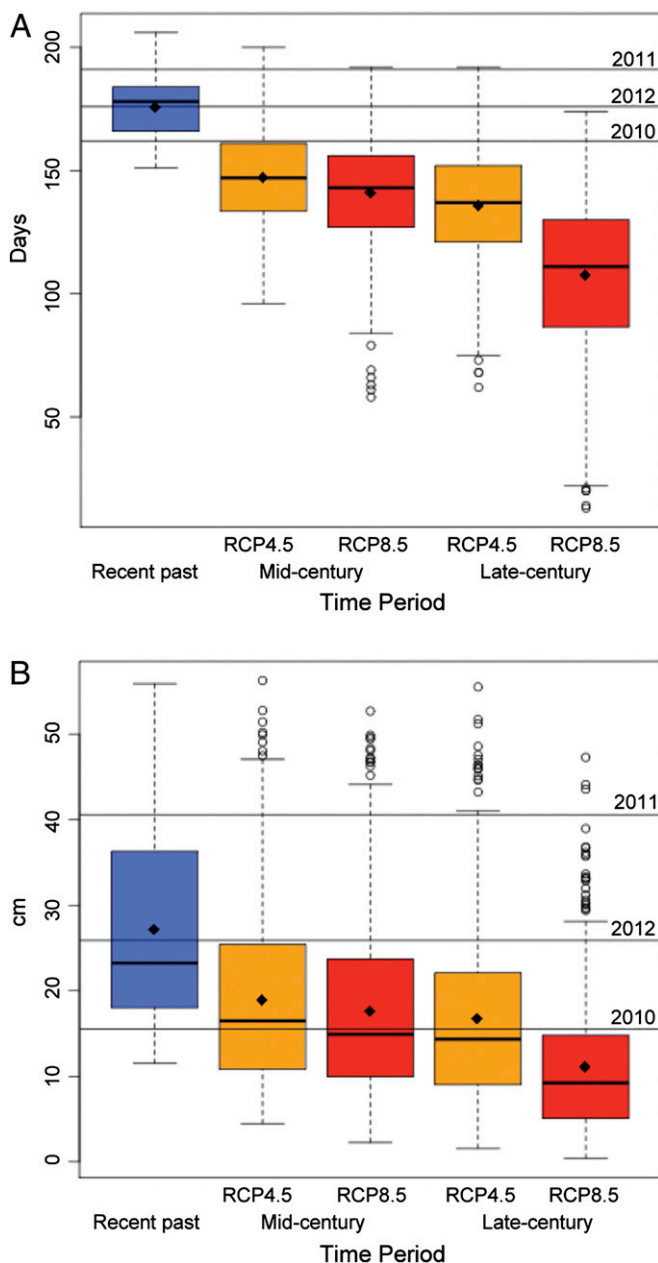 A
200
150
100
50
Days
2011
2012
2010
RCP4.5 RCP8.5 RCP4.5 RCP8.5
Recent past Mid-century Late-century
Time Period
B
50
40
30
20
10
0
cm
2011
2012
2010
RCP4.5 RCP8.5 RCP4.5 RCP8.5
Recent past Mid-century Late-century
Time Period